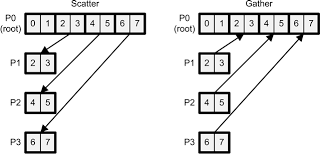 Scatter
P0 0 1 2 3 4 5 6 7
(root)
P1 2 3
P2 4 5
P3 6 7
Gather
P0 0 1 2 3 4 5 6 7
(root)
P1 2 3
P2 4 5
P3 6 7